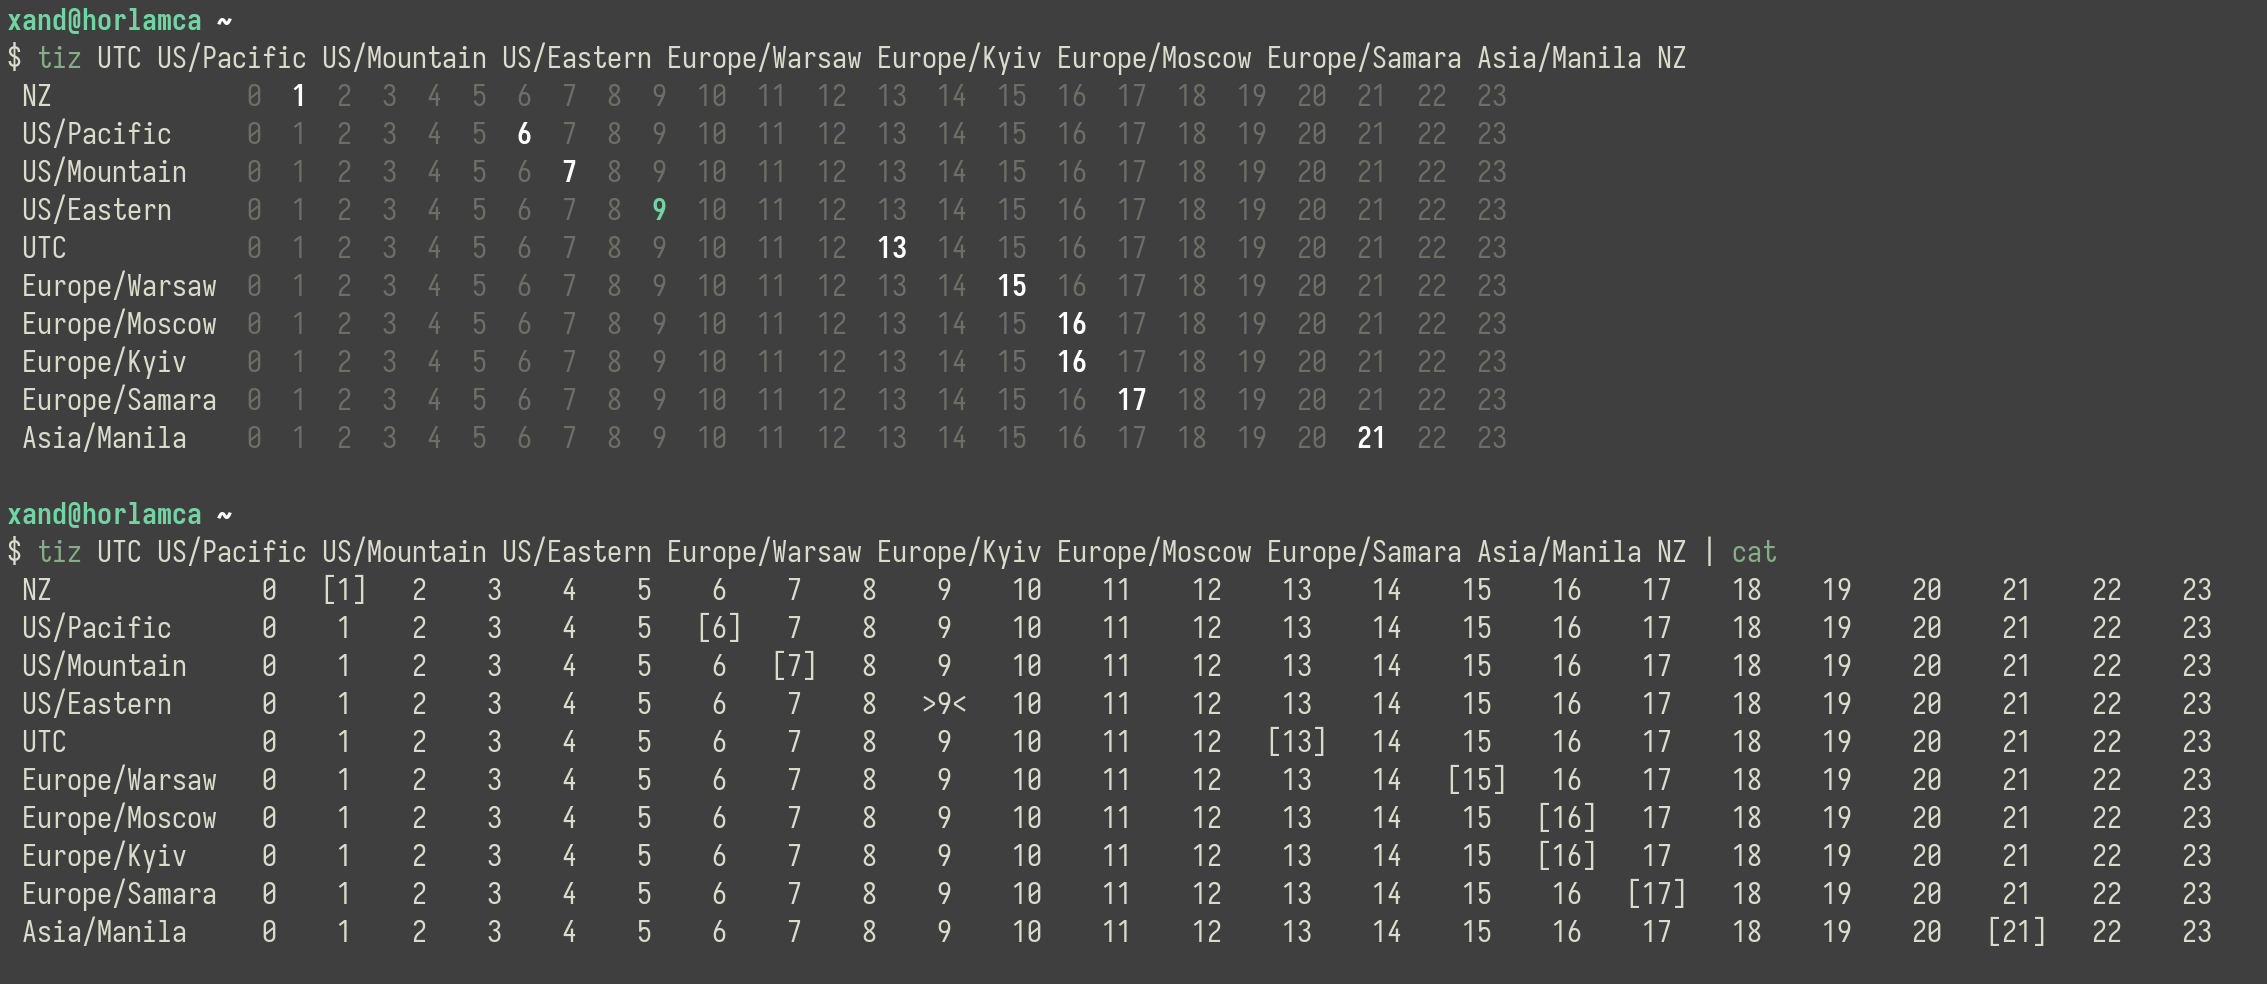 xand@horlamca ~
$ tiz UTC US/Pacific US/Mountain US/Eastern Europe/Warsaw Europe/Kyiv Europe/Moscow Europe/Samara Asia/Manila NZ
NZ 0 1 2 3 4 5 6 7 8 9 10 11 12 13 14 15 16 17 18 19 20 21 22 23
US/Pacific 0 1 2 3 4 5 6 7 8 9 10 11 12 13 14 15 16 17 18 19 20 21 22 23
US/Mountain 0 1 2 3 4 5 6 7 8 9 10 11 12 13 14 15 16 17 18 19 20 21 22 23
US/Eastern 0 1 2 3 4 5 6 7 8 9 10 11 12 13 14 15 16 17 18 19 20 21 22 23
UTC 0 1 2 3 4 5 6 7 8 9 10 11 12 13 14 15 16 17 18 19 20 21 22 23
Europe/Warsaw 0 1 2 3 4 5 6 7 8 9 10 11 12 13 14 15 16 17 18 19 20 21 22 23
Europe/Moscow 0 1 2 3 4 5 6 7 8 9 10 11 12 13 14 15 16 17 18 19 20 21 22 23
Europe/Kyiv 0 1 2 3 4 5 6 7 8 9 10 11 12 13 14 15 16 17 18 19 20 21 22 23
Europe/Samara 0 1 2 3 4 5 6 7 8 9 10 11 12 13 14 15 16 17 18 19 20 21 22 23
Asia/Manila 0 1 2 3 4 5 6 7 8 9 10 11 12 13 14 15 16 17 18 19 20 21 22 23
xand@horlamca ~
$ tiz UTC US/Pacific US/Mountain US/Eastern Europe/Warsaw Europe/Kyiv Europe/Moscow Europe/Samara Asia/Manila NZ | cat
NZ 0 [1] 2 3 4 5 6 7 8 9 10 11 12 13 14 15 16 17 18 19 20 21 22 23
US/Pacific 0 1 2 3 4 5 [6] 7 8 9 10 11 12 13 14 15 16 17 18 19 20 21 22 23
US/Mountain 0 1 2 3 4 5 6 [7] 8 9 10 11 12 13 14 15 16 17 18 19 20 21 22 23
US/Eastern 0 1 2 3 4 5 6 7 8 >9< 10 11 12 13 14 15 16 17 18 19 20 21 22 23
UTC 0 1 2 3 4 5 6 7 8 9 10 11 12 [13] 14 15 16 17 18 19 20 21 22 23
Europe/Warsaw 0 1 2 3 4 5 6 7 8 9 10 11 12 13 14 [15] 16 17 18 19 20 21 22 23
Europe/Moscow 0 1 2 3 4 5 6 7 8 9 10 11 12 13 14 15 [16] 17 18 19 20 21 22 23
Europe/Kyiv 0 1 2 3 4 5 6 7 8 9 10 11 12 13 14 15 [16] 17 18 19 20 21 22 23
Europe/Samara 0 1 2 3 4 5 6 7 8 9 10 11 12 13 14 15 16 [17] 18 19 20 21 22 23
Asia/Manila 0 1 2 3 4 5 6 7 8 9 10 11 12 13 14 15 16 17 18 19 20 [21] 22 23